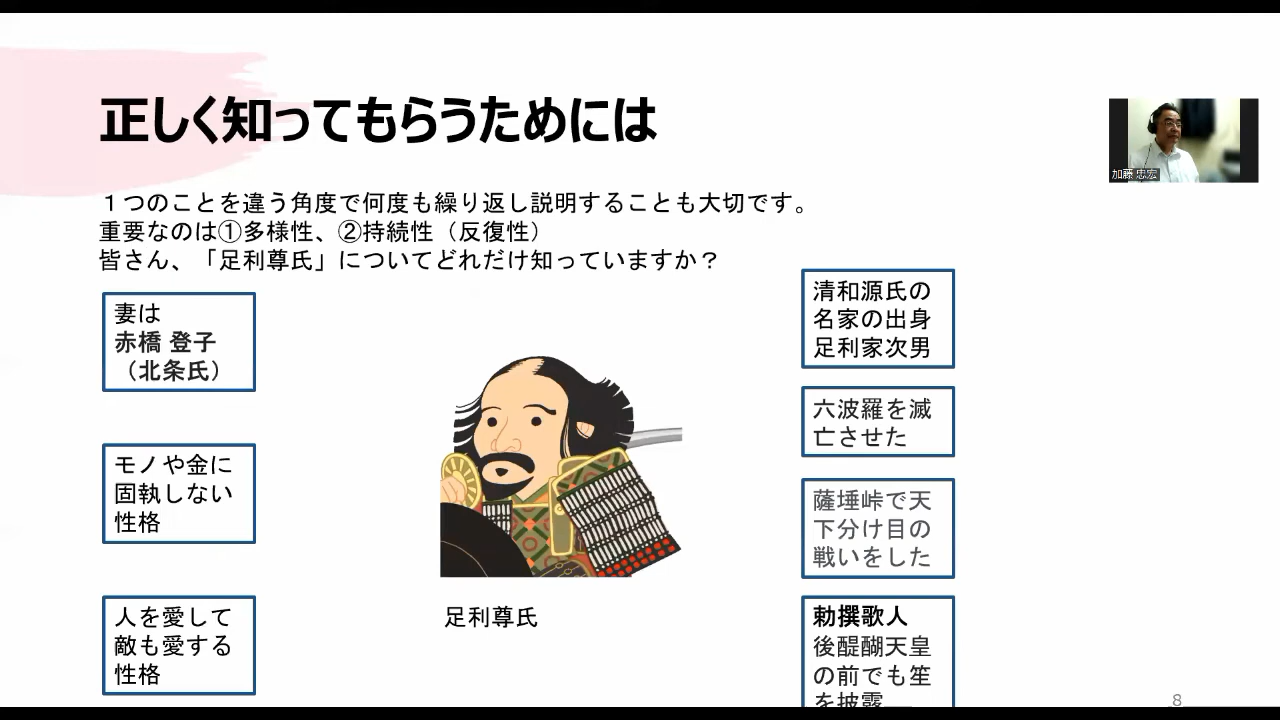 正しく知ってもらうためには
１つのことを違う角度で何度も繰り返し説明することも大切です。
重要なのは①多様性、②持続性（反復性）
皆さん、「足利尊氏」についてどれだけ知っていますか？
妻は
赤橋 登子
（北条氏）
モノや金に
固執しない
性格
人を愛して
敵も愛する
性格
足利尊氏
清和源氏の
名家の出身
足利家次男
六波羅を滅
亡させた
薩埵峠で天
下分け目の
戦いをした
勅撰歌人
後醍醐天皇
の前でも笙
を披露
加藤 忠宏
8